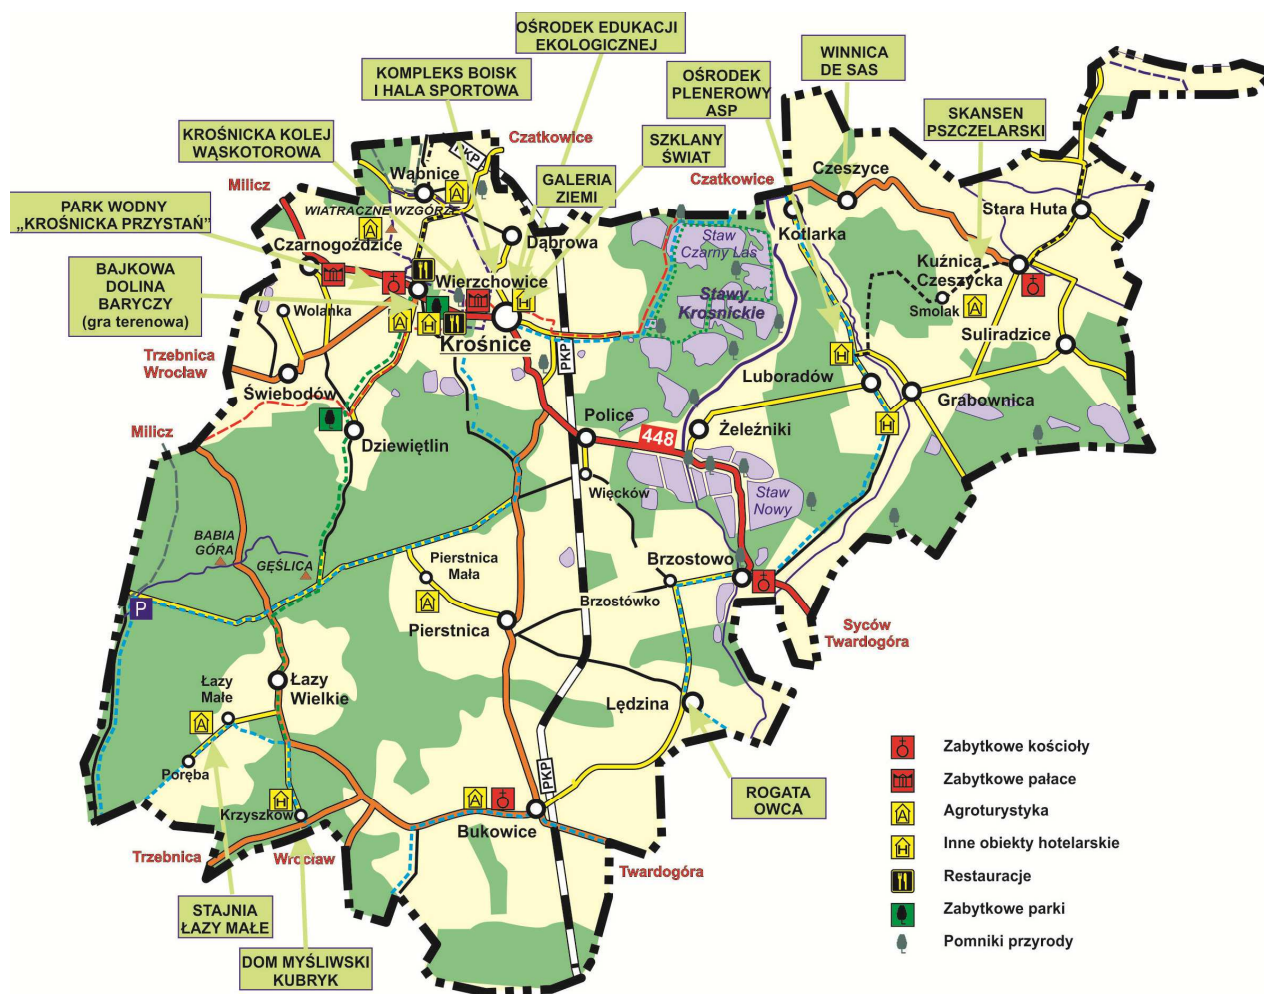 OŚRODEK EDUKACJI
EKOLOGICZNEJ
KOMPLEKS BOISK
I HALA SPORTOWA
OŚRODEK
PLENEROWY
ASP
WINNICA
DE SAS
SKANSEN
PSZCZELARSKI
KROŚNICKA KOLEJ
WĄSKOTOROWA
SZKLANY
ŚWIAT
GALERIA
ZIEMI
PARK WODNY
„KROŚNICKA PRZYSTAŃ”
BAJKOWA
DOLINA
BARYCZY
(gra terenowa)
Czatkowice
PKP
Milicz
Wąbnice
A
WIATRACZNE WZGÓRZE
A
Dąbrowa
Czarnogoździce
Wierzchowice
Wolanka
A
H
H
Krośnice
PKP
Trzebnica
Wrocław
Świebodów
Milicz
Dziewiętlin
Czatkowice
Czeszyce
Kotlarka
Stara Huta
Staw
Czarny Las
Stawy
Krosnickie
Kuźnica
Czeszycka
Smolak
A
Suliradzice
H
Luboradów
Grabownica
H
Police
448
Żeleźniki
Więcków
Staw
Nowy
BABIA
GÓRA
GĘŚLICA
Pierstnica
Mała
A
Pierstnica
Brzostowo
Brzostówko
P
Syców
Twardogóra
Łazy
Wielkie
Łazy
Małe
A
Poręba
Lędzina
H
Krzyszków
A
Bukowice
PKP
ROGATA
OWCA
Trzebnica
Wrocław
Twardogóra
STAJNIA
ŁAZY MAŁE
DOM MYŚLIWSKI
KUBRYK
Zabytkowe kościoły
Zabytkowe pałace
A Agroturystyka
H Inne obiekty hotelarskie
Restauracje
Zabytkowe parki
Pomniki przyrody